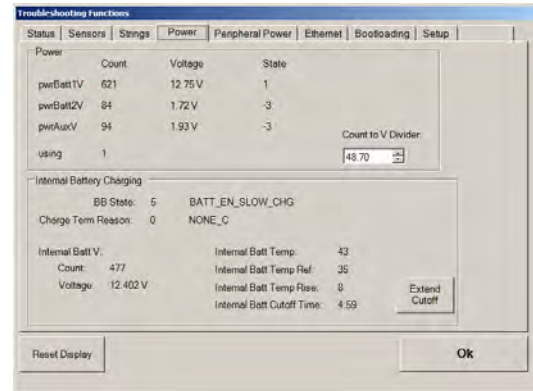 Troubleshooting Functions
Status Sensors Strings Power Peripheral Power Ethernet Bootloading Setup
Power
Count Voltage State
pwrBatt1V 621 12.75 V 1
pwrBatt2V 84 1.72 V -3
pwrAuxV 94 1.93 V -3
Count to V Divider:
using 1 48.70
Internal Battery Charging
BB State: 5 BATT_EN_SLOW_CHG
Charge Term Reason: 0 NONE_C
Internal Batt V: Internal Batt Temp: 43
Count: 477 Internal Batt Temp Ref: 35
Voltage: 12.402 V Internal Batt Temp Rise: 8
Internal Batt Cutoff Time: 4:59
Extend
Cutoff
Reset Display Ok